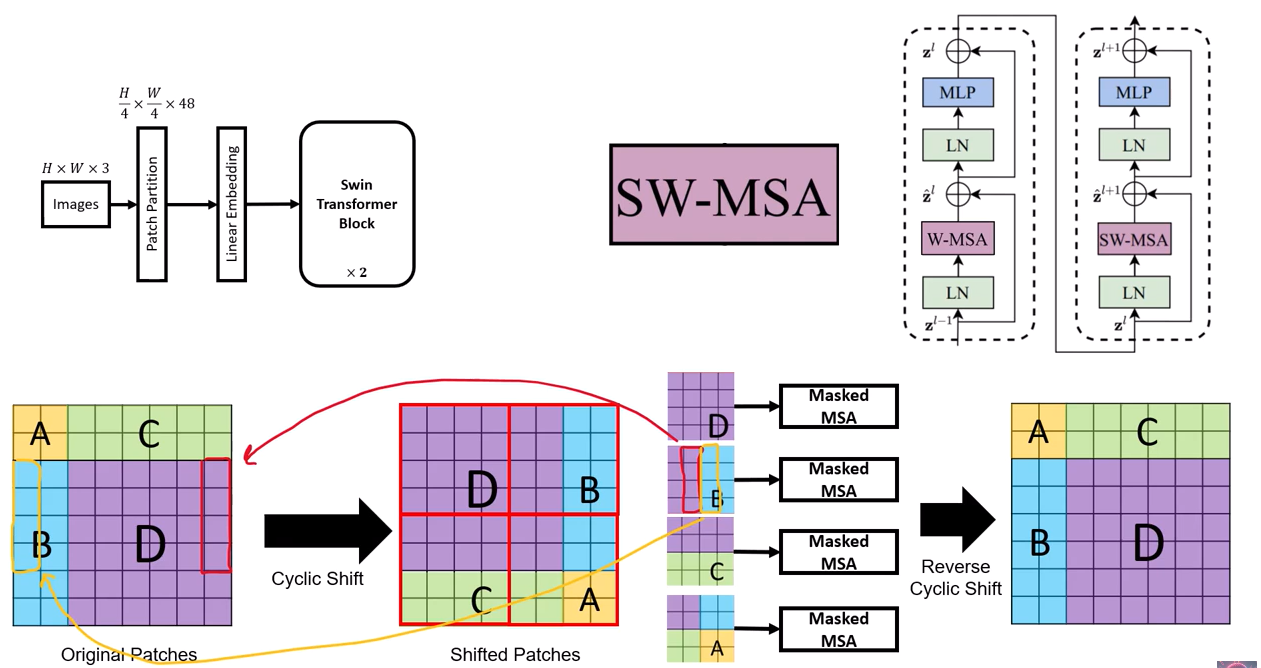 H/4 × W/4 × 48
H × W × 3
Images
Patch Partition
Linear Embedding
Swin
Transformer
Block
× 2
SW-MSA
z^l
MLP
LN
ẑ^l
W-MSA
LN
z^{l−1}
z^{l+1}
MLP
LN
ẑ^{l+1}
SW-MSA
LN
z^l
A
C
B
D
Original Patches
Cyclic Shift
D
B
C
A
Shifted Patches
D
Masked
MSA
B
Masked
MSA
C
Masked
MSA
A
Masked
MSA
Reverse
Cyclic Shift
A
C
B
D